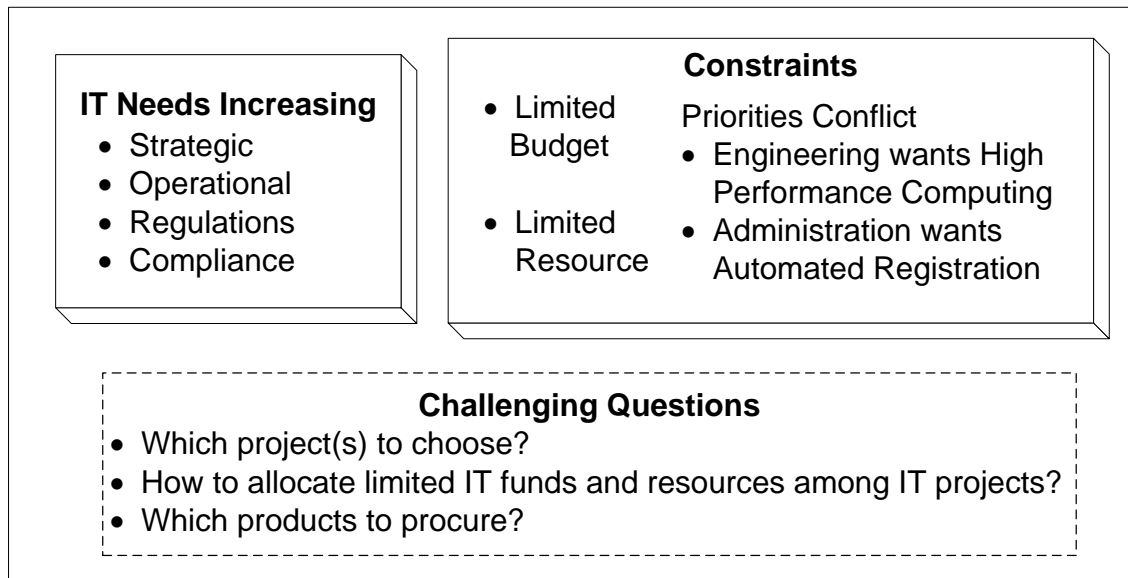 IT Needs Increasing
• Strategic
• Operational
• Regulations
• Compliance
Constraints
• Limited
Budget
• Limited
Resource
Priorities Conflict
• Engineering wants High
Performance Computing
• Administration wants
Automated Registration
Challenging Questions
• Which project(s) to choose?
• How to allocate limited IT funds and resources among IT projects?
• Which products to procure?